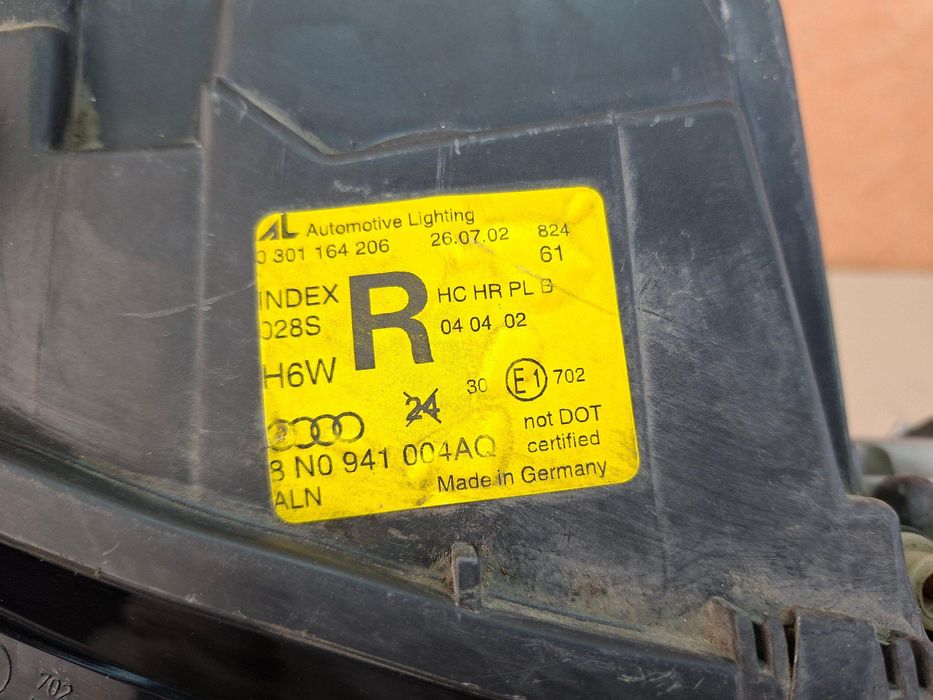 AL Automotive Lighting
0 301 164 206 26.07.02 824
61
INDEX
028S
R
HC HR PL B
04 04 02
H6W
24 30 E1 702
not DOT
certified
8 N0 941 004AQ
ALN
Made in Germany
702